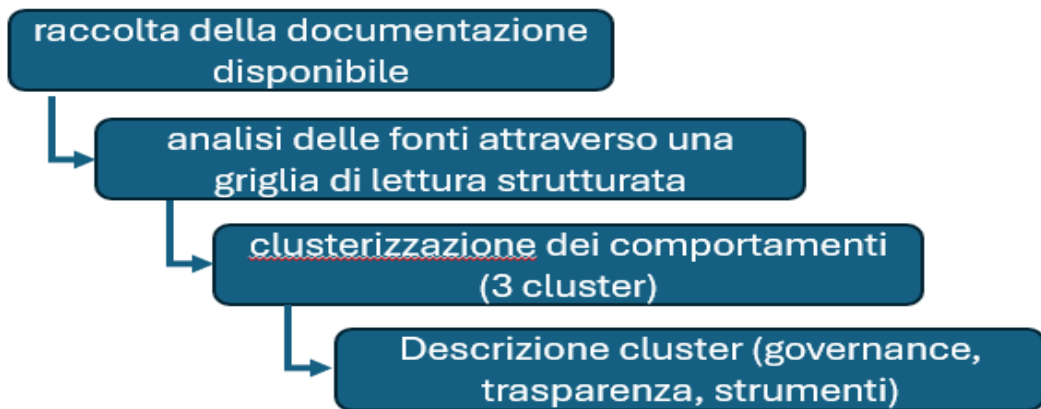 raccolta della documentazione
disponibile
analisi delle fonti attraverso una
griglia di lettura strutturata
clusterizzazione dei comportamenti
(3 cluster)
Descrizione cluster (governance,
trasparenza, strumenti)